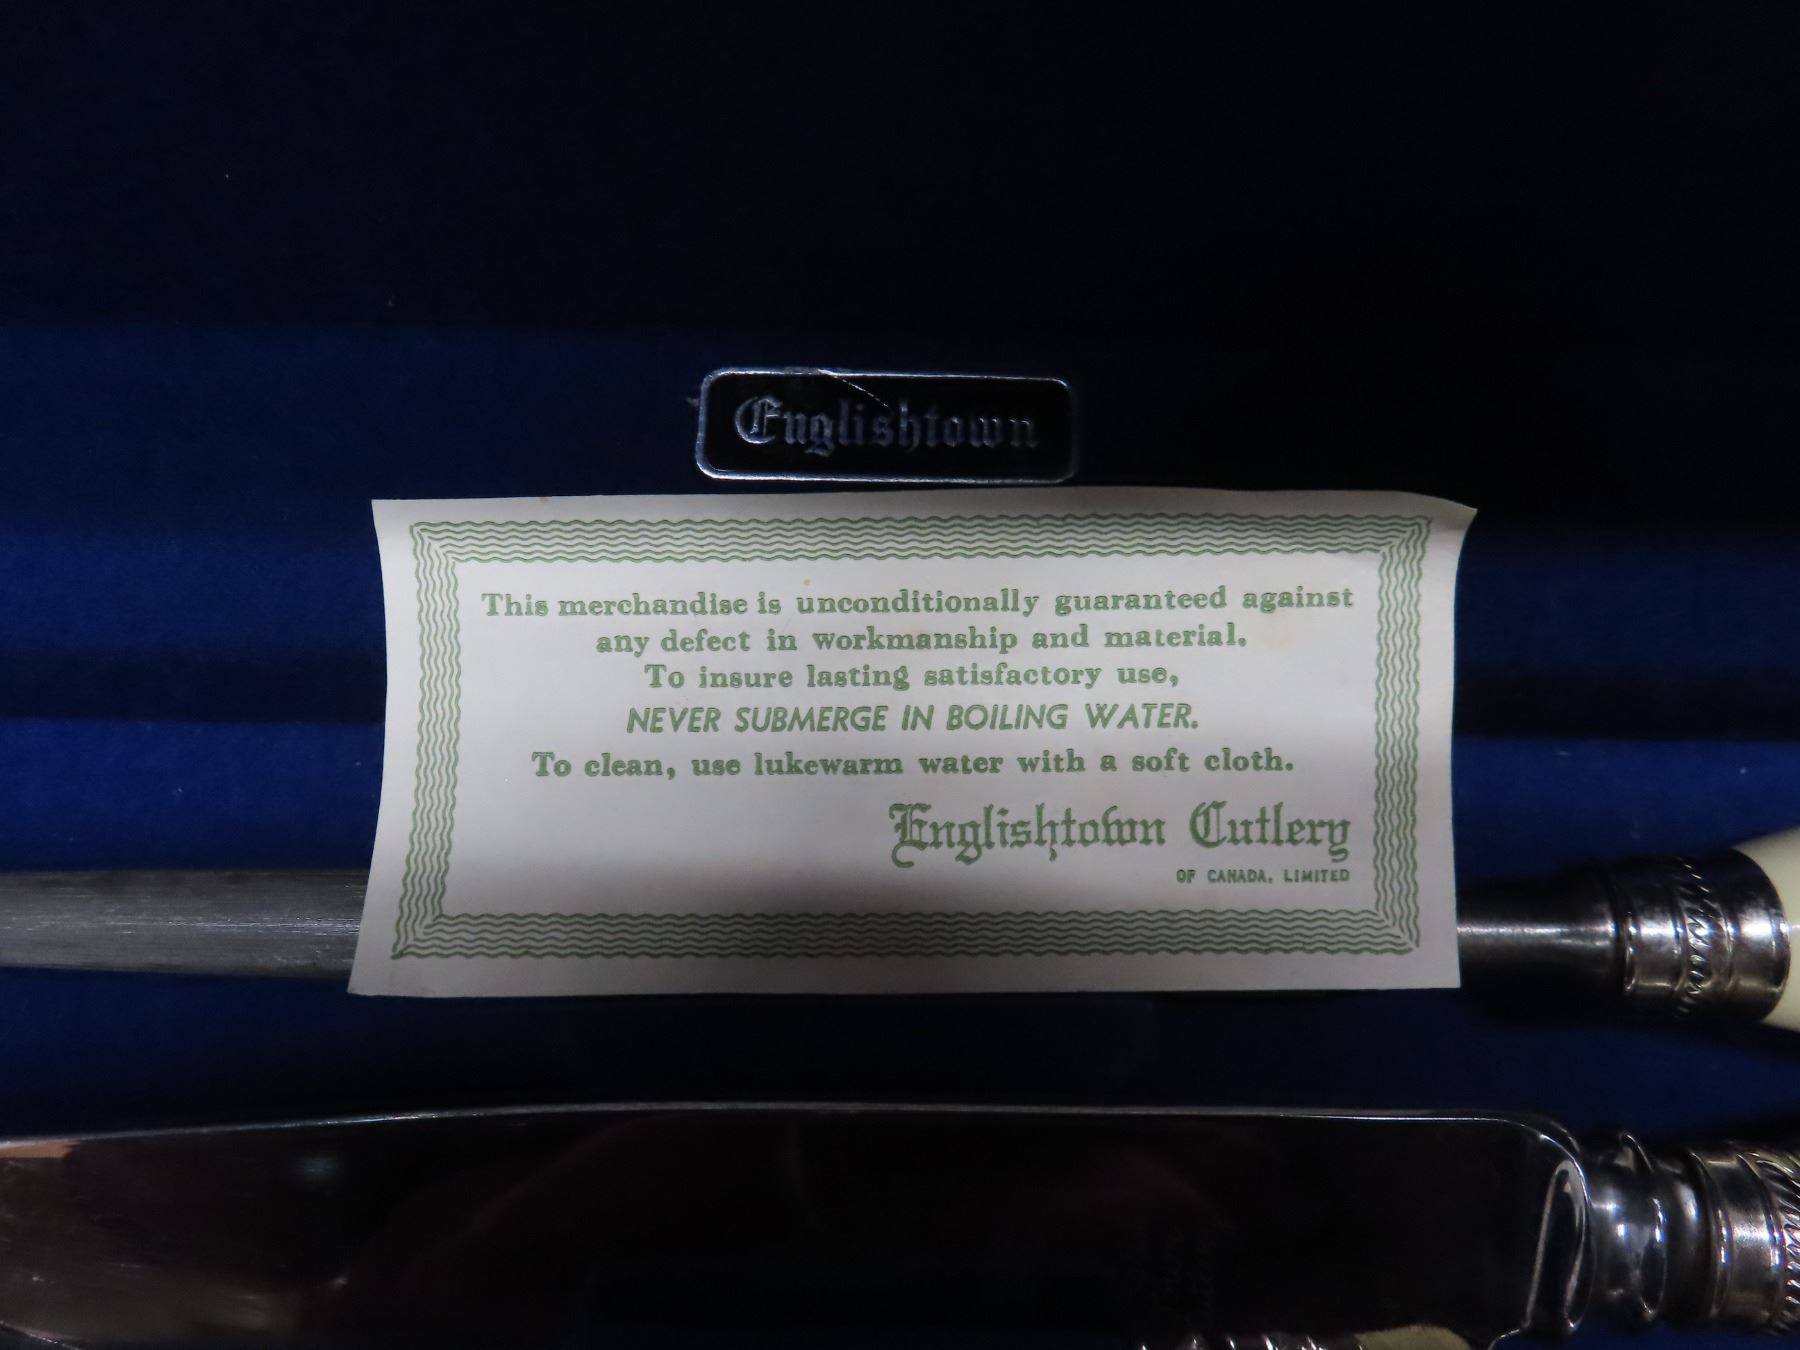 Englishtown
This merchandise is unconditionally guaranteed against
any defect in workmanship and material.
To insure lasting satisfactory use,
NEVER SUBMERGE IN BOILING WATER.
To clean, use lukewarm water with a soft cloth.
Englishtown Cutlery
OF CANADA, LIMITED